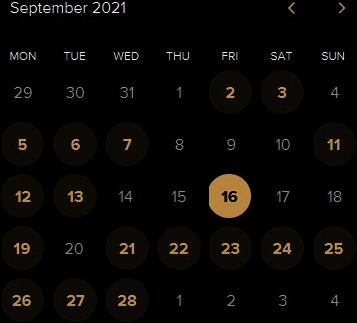 September 2021
MON TUE WED THU FRI SAT SUN
29 30 31 1 2 3 4
5 6 7 8 9 10 11
12 13 14 15 16 17 18
19 20 21 22 23 24 25
26 27 28 1 2 3 4